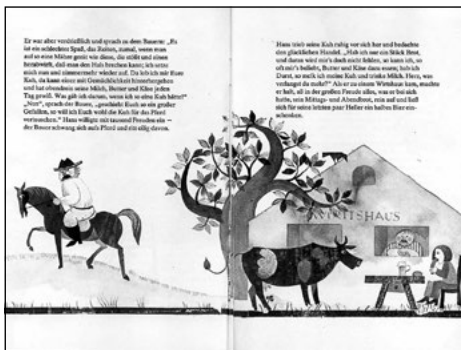 Er war aber verdrießlich und sprach zu dem Bauern: „Es
ist ein schlechter Spaß, das Reiten, zumal, wenn man
auf so eine Mähre gerät wie diese, die stößt und einen
herabwirft, daß man den Hals brechen kann; ich setze
mich nun und nimmermehr wieder auf. Da lob ich mir Eure
Kuh, da kann einer mit Gemächlichkeit hinterhergehen
und hat obendrein seine Milch, Butter und Käse jeden
Tag gewiß. Was gäb ich darum, wenn ich so eine Kuh hätte!"
„Nun", sprach der Bauer, „geschieht Euch so ein großer
Gefallen, so will ich Euch wohl die Kuh für das Pferd
vertauschen." Hans willigte mit tausend Freuden ein —
der Bauer schwang sich aufs Pferd und ritt eilig davon.
Hans trieb seine Kuh ruhig vor sich her und bedachte
den glücklichen Handel. „Hab ich nur ein Stück Brot,
und daran wird mir's doch nicht fehlen, so kann ich, so
oft mir's beliebt, Butter und Käse dazu essen; hab ich
Durst, so melk ich meine Kuh und trinke Milch. Herz, was
verlangst du mehr?" Als er zu einem Wirtshaus kam, machte
er halt, aß in der großen Freude alles, was er bei sich
hatte, sein Mittags- und Abendbrot, rein auf und ließ
sich für seine letzten paar Heller ein halbes Glas Bier ein-
schenken.
WIRTSHAUS